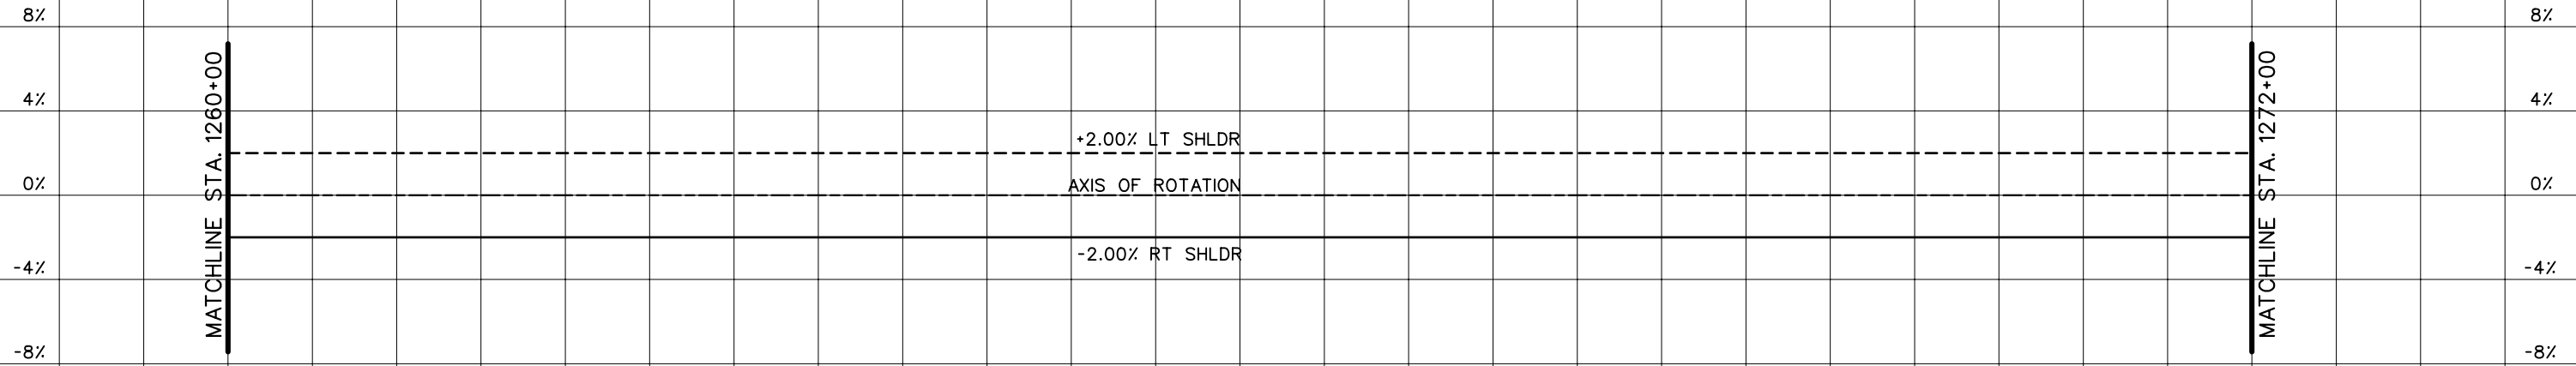 8%
8%
4%
4%
0%
0%
-4%
-4%
-8%
-8%
MATCHLINE STA. 1260+00
+2.00% LT SHLDR
AXIS OF ROTATION
-2.00% RT SHLDR
MATCHLINE STA. 1272+00